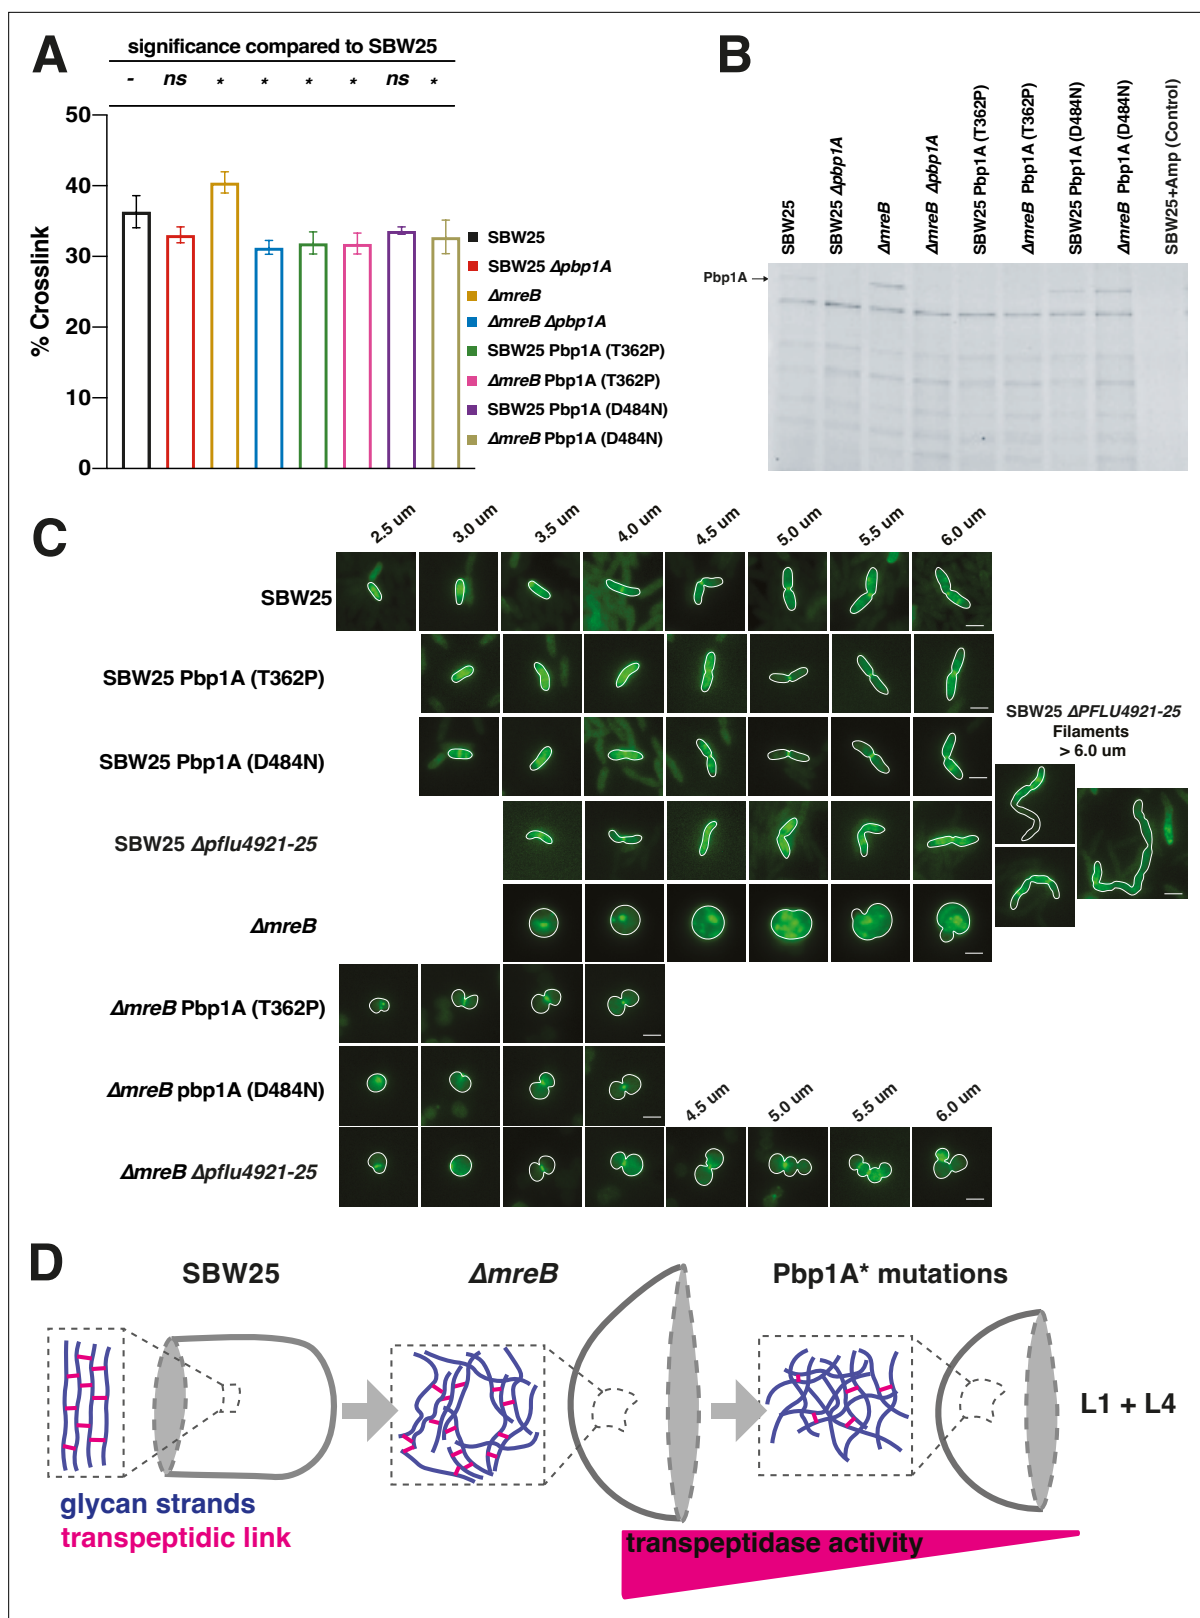 A
significance compared to SBW25
- ns * * * * ns *
50
40
30
20
10
0
% Crosslink
SBW25
SBW25 Δpbp1A
ΔmreB
ΔmreB Δpbp1A
SBW25 Pbp1A (T362P)
ΔmreB Pbp1A (T362P)
SBW25 Pbp1A (D484N)
ΔmreB Pbp1A (D484N)
B
SBW25
SBW25 Δpbp1A
ΔmreB
ΔmreB Δpbp1A
SBW25 Pbp1A (T362P)
ΔmreB Pbp1A (T362P)
SBW25 Pbp1A (D484N)
ΔmreB Pbp1A (D484N)
SBW25+Amp (Control)
Pbp1A
C
2.5 um 3.0 um 3.5 um 4.0 um 4.5 um 5.0 um 5.5 um 6.0 um
SBW25
SBW25 Pbp1A (T362P)
SBW25 Pbp1A (D484N)
SBW25 ΔPFLU4921-25
Filaments
> 6.0 um
SBW25 Δpflu4921-25
ΔmreB
ΔmreB Pbp1A (T362P)
ΔmreB pbp1A (D484N)
4.5 um 5.0 um 5.5 um 6.0 um
ΔmreB Δpflu4921-25
D
SBW25
ΔmreB
Pbp1A* mutations
L1 + L4
glycan strands
transpeptidic link
transpeptidase activity